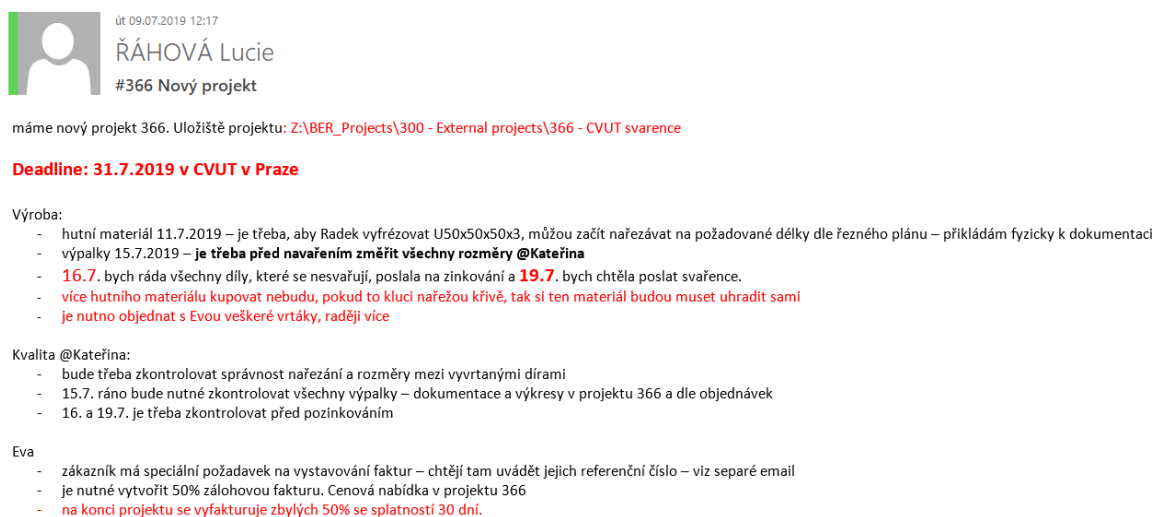 út 09.07.2019 12:17
ŘÁHOVÁ Lucie
#366 Nový projekt
máme nový projekt 366. Uložiště projektu: Z:\BER_Projects\300 - External projects\366 - CVUT svarence
Deadline: 31.7.2019 v CVUT v Praze
Výroba:
- hutní materiál 11.7.2019 – je třeba, aby Radek vyfrézovat U50x50x50x3, můžou začít nařezávat na požadované délky dle řezného plánu – přikládám fyzicky k dokumentaci
- výpalky 15.7.2019 – je třeba před navařením změřit všechny rozměry @Kateřina
- 16.7. bych ráda všechny díly, které se nesvařují, poslala na zinkování a 19.7. bych chtěla poslat svařence.
- více hutního materiálu kupovat nebudu, pokud to kluci nařežou křivě, tak si ten materiál budou muset uhradit sami
- je nutno objednat s Evou veškeré vrtáky, raději více
Kvalita @Kateřina:
- bude třeba zkontrolovat správnost nařezání a rozměry mezi vyvrtanými dírami
- 15.7. ráno bude nutné zkontrolovat všechny výpalky – dokumentace a výkresy v projektu 366 a dle objednávek
- 16. a 19.7. je třeba zkontrolovat před pozinkováním
Eva
- zákazník má speciální požadavek na vystavování faktur – chtějí tam uvádět jejich referenční číslo – viz separé email
- je nutné vytvořit 50% zálohovou fakturu. Cenová nabídka v projektu 366
- na konci projektu se vyfakturuje zbylých 50% se splatností 30 dní.